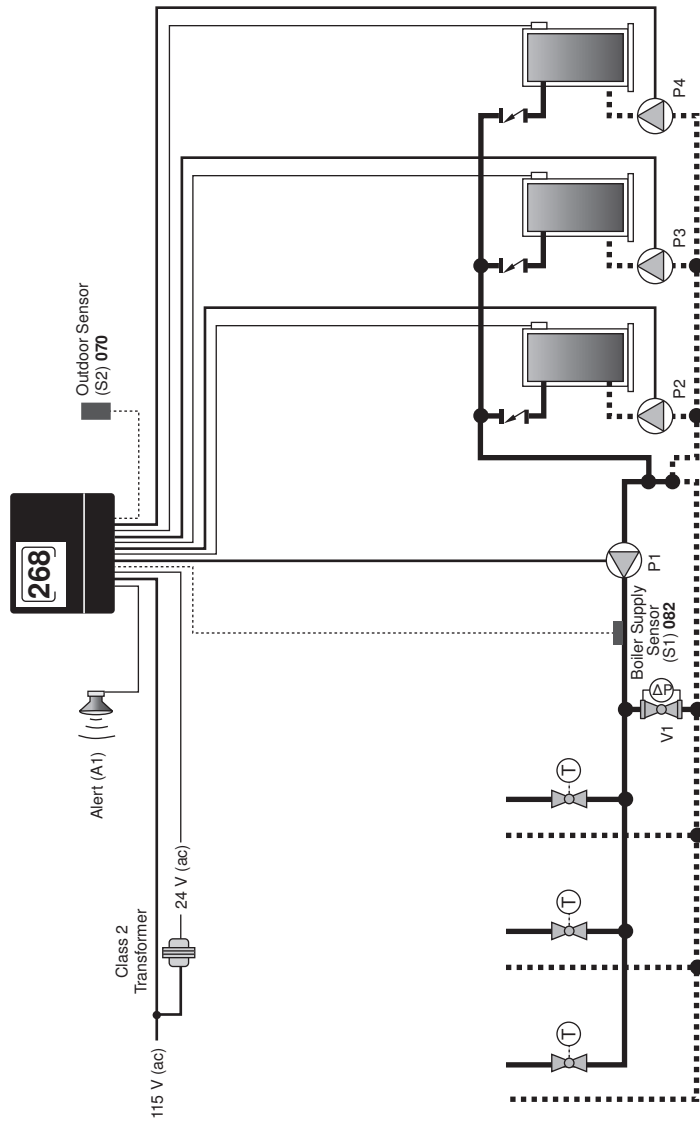 268
Outdoor Sensor
(S2) 070
Alert (A1)
Class 2
Transformer
115 V (ac)
24 V (ac)
P1
P2
P3
P4
Boiler Supply
Sensor
(S1) 082
ΔP
V1
T
T
T